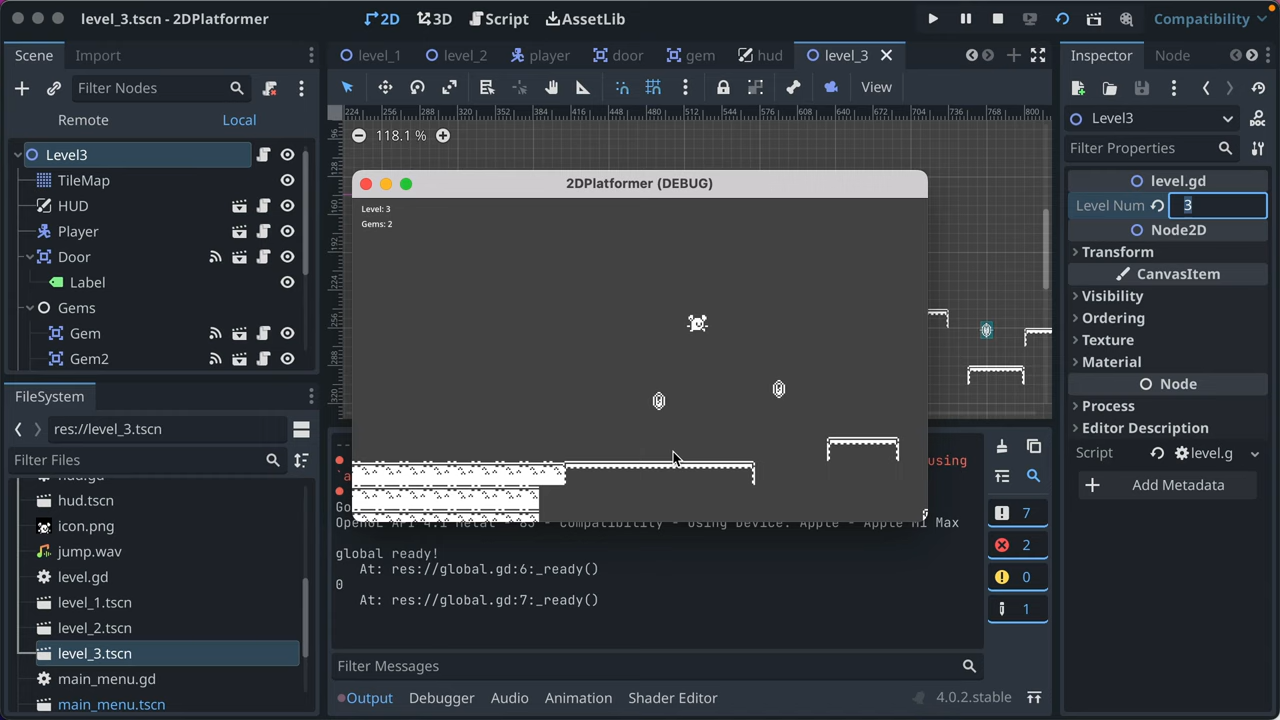 level_3.tscn - 2DPlatformer
2D
3D
Script
AssetLib
Compatibility
Scene
Import
level_1
level_2
player
door
gem
hud
level_3
Inspector
Node
Filter Nodes
View
Remote
Local
118.1 %
Level3
TileMap
HUD
Player
Door
Label
Gems
Gem
Gem2
2DPlatformer (DEBUG)
Level: 3
Gems: 2
Level3
Filter Properties
level.gd
Level Num
3
Node2D
Transform
CanvasItem
Visibility
Ordering
Texture
Material
Node
Process
Editor Description
Script
level.g
Add Metadata
FileSystem
res://level_3.tscn
Filter Files
hud.tscn
icon.png
jump.wav
level.gd
level_1.tscn
level_2.tscn
level_3.tscn
main_menu.gd
main_menu.tscn
using
global ready!
At: res://global.gd:6:_ready()
0
At: res://global.gd:7:_ready()
7
2
0
1
Filter Messages
Output
Debugger
Audio
Animation
Shader Editor
4.0.2.stable